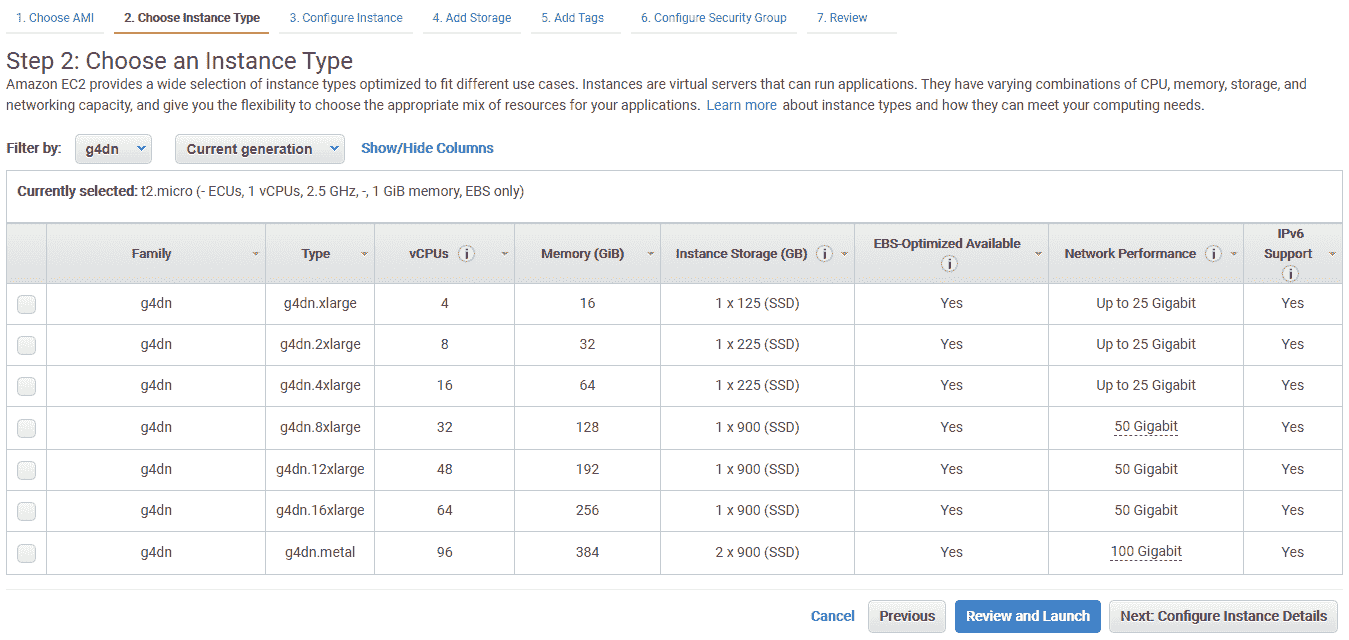 1. Choose AMI 2. Choose Instance Type 3. Configure Instance 4. Add Storage 5. Add Tags 6. Configure Security Group 7. Review
Step 2: Choose an Instance Type
Amazon EC2 provides a wide selection of instance types optimized to fit different use cases. Instances are virtual servers that can run applications. They have varying combinations of CPU, memory, storage, and
networking capacity, and give you the flexibility to choose the appropriate mix of resources for your applications. Learn more about instance types and how they can meet your computing needs.
Filter by: g4dn Current generation Show/Hide Columns
Currently selected: t2.micro (- ECUs, 1 vCPUs, 2.5 GHz, -, 1 GiB memory, EBS only)
Family Type vCPUs i Memory (GiB) Instance Storage (GB) i EBS-Optimized Available i Network Performance i IPv6 Support i
g4dn g4dn.xlarge 4 16 1 x 125 (SSD) Yes Up to 25 Gigabit Yes
g4dn g4dn.2xlarge 8 32 1 x 225 (SSD) Yes Up to 25 Gigabit Yes
g4dn g4dn.4xlarge 16 64 1 x 225 (SSD) Yes Up to 25 Gigabit Yes
g4dn g4dn.8xlarge 32 128 1 x 900 (SSD) Yes 50 Gigabit Yes
g4dn g4dn.12xlarge 48 192 1 x 900 (SSD) Yes 50 Gigabit Yes
g4dn g4dn.16xlarge 64 256 1 x 900 (SSD) Yes 50 Gigabit Yes
g4dn g4dn.metal 96 384 2 x 900 (SSD) Yes 100 Gigabit Yes
Cancel Previous Review and Launch Next: Configure Instance Details